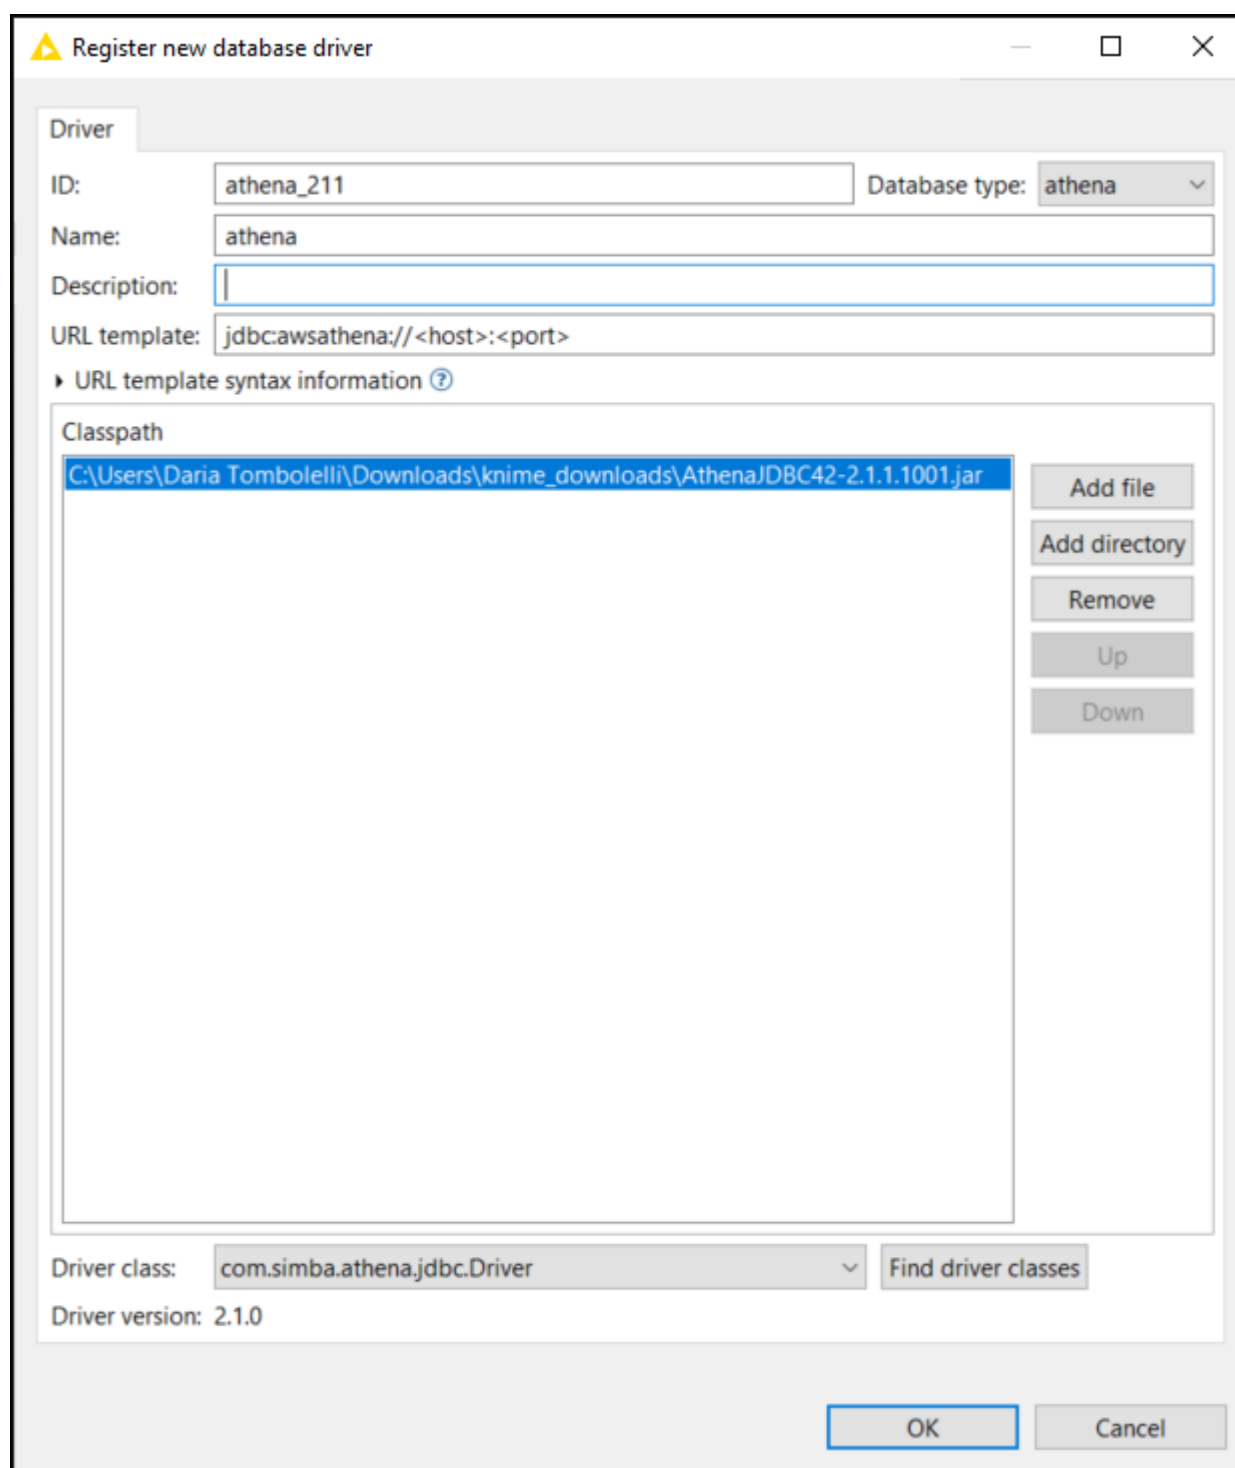 Register new database driver
Driver
ID: athena_211 Database type: athena
Name: athena
Description:
URL template: jdbc:awsathena://<host>:<port>
URL template syntax information ?
Classpath
C:\Users\Daria Tombolelli\Downloads\knime_downloads\AthenaJDBC42-2.1.1.1001.jar
Add file
Add directory
Remove
Up
Down
Driver class: com.simba.athena.jdbc.Driver Find driver classes
Driver version: 2.1.0
OK Cancel